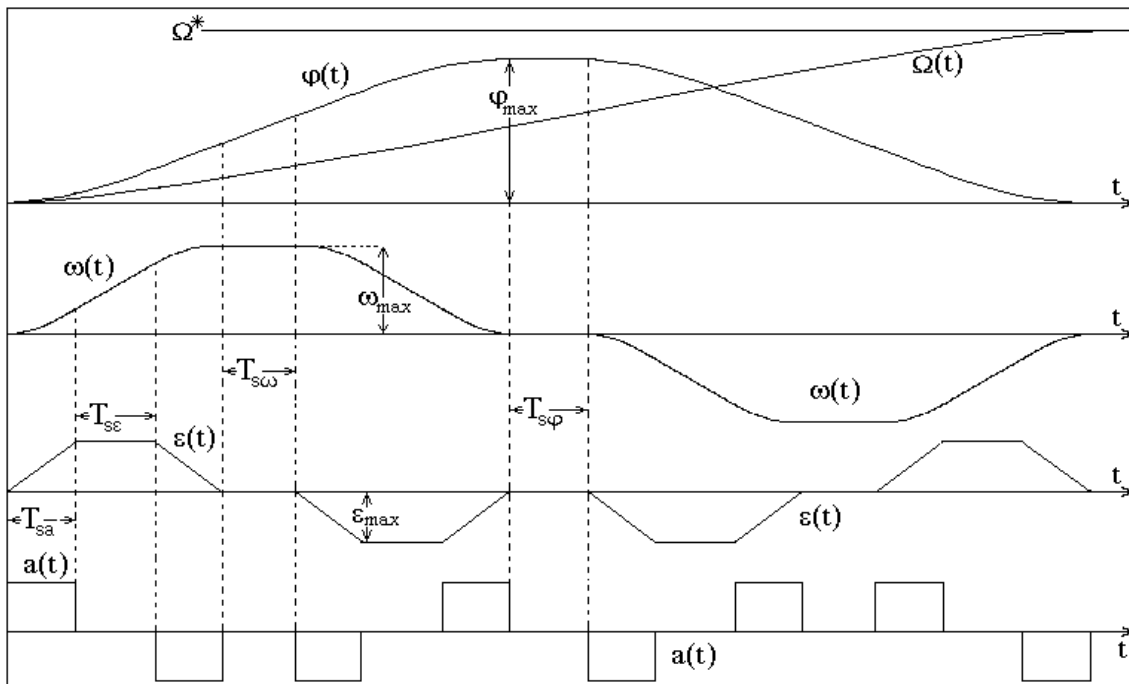 Ω*
φ(t)
Ω(t)
φmax
t
ω(t)
ωmax
t
Tsω
ω(t)
Tsε
Tsφ
ε(t)
t
εmax
Tsa
ε(t)
a(t)
a(t)
t